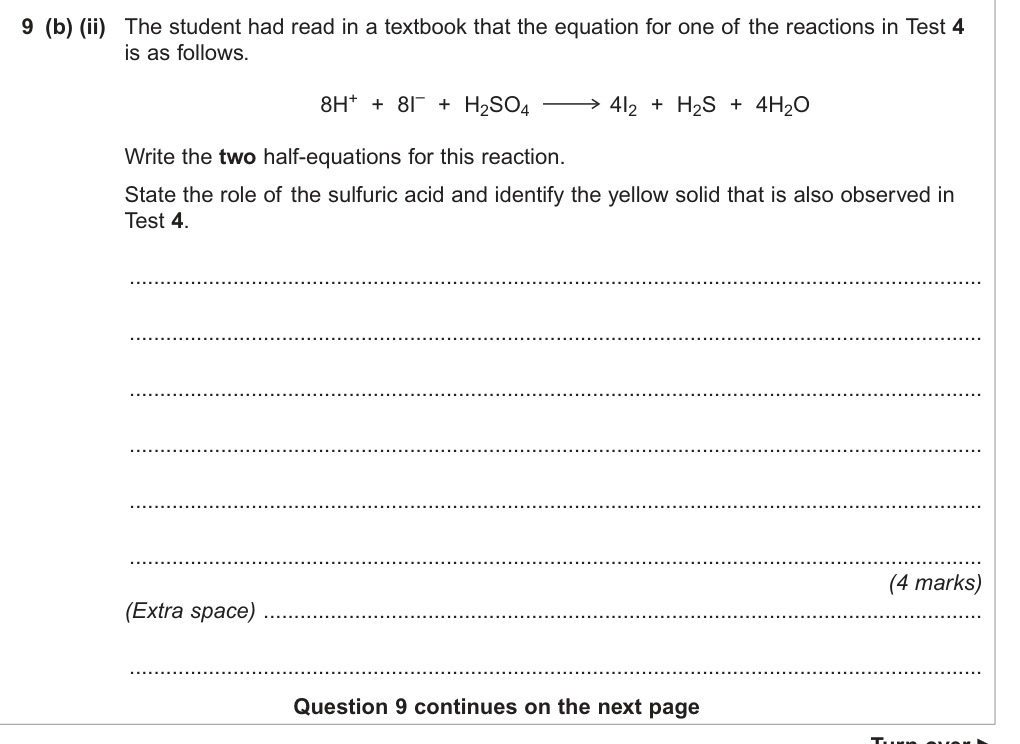 9 (b) (ii) The student had read in a textbook that the equation for one of the reactions in Test 4
is as follows.
8H⁺ + 8I⁻ + H₂SO₄ ⟶ 4I₂ + H₂S + 4H₂O
Write the two half-equations for this reaction.
State the role of the sulfuric acid and identify the yellow solid that is also observed in
Test 4.
(4 marks)
(Extra space)
Question 9 continues on the next page
Turn over ▶